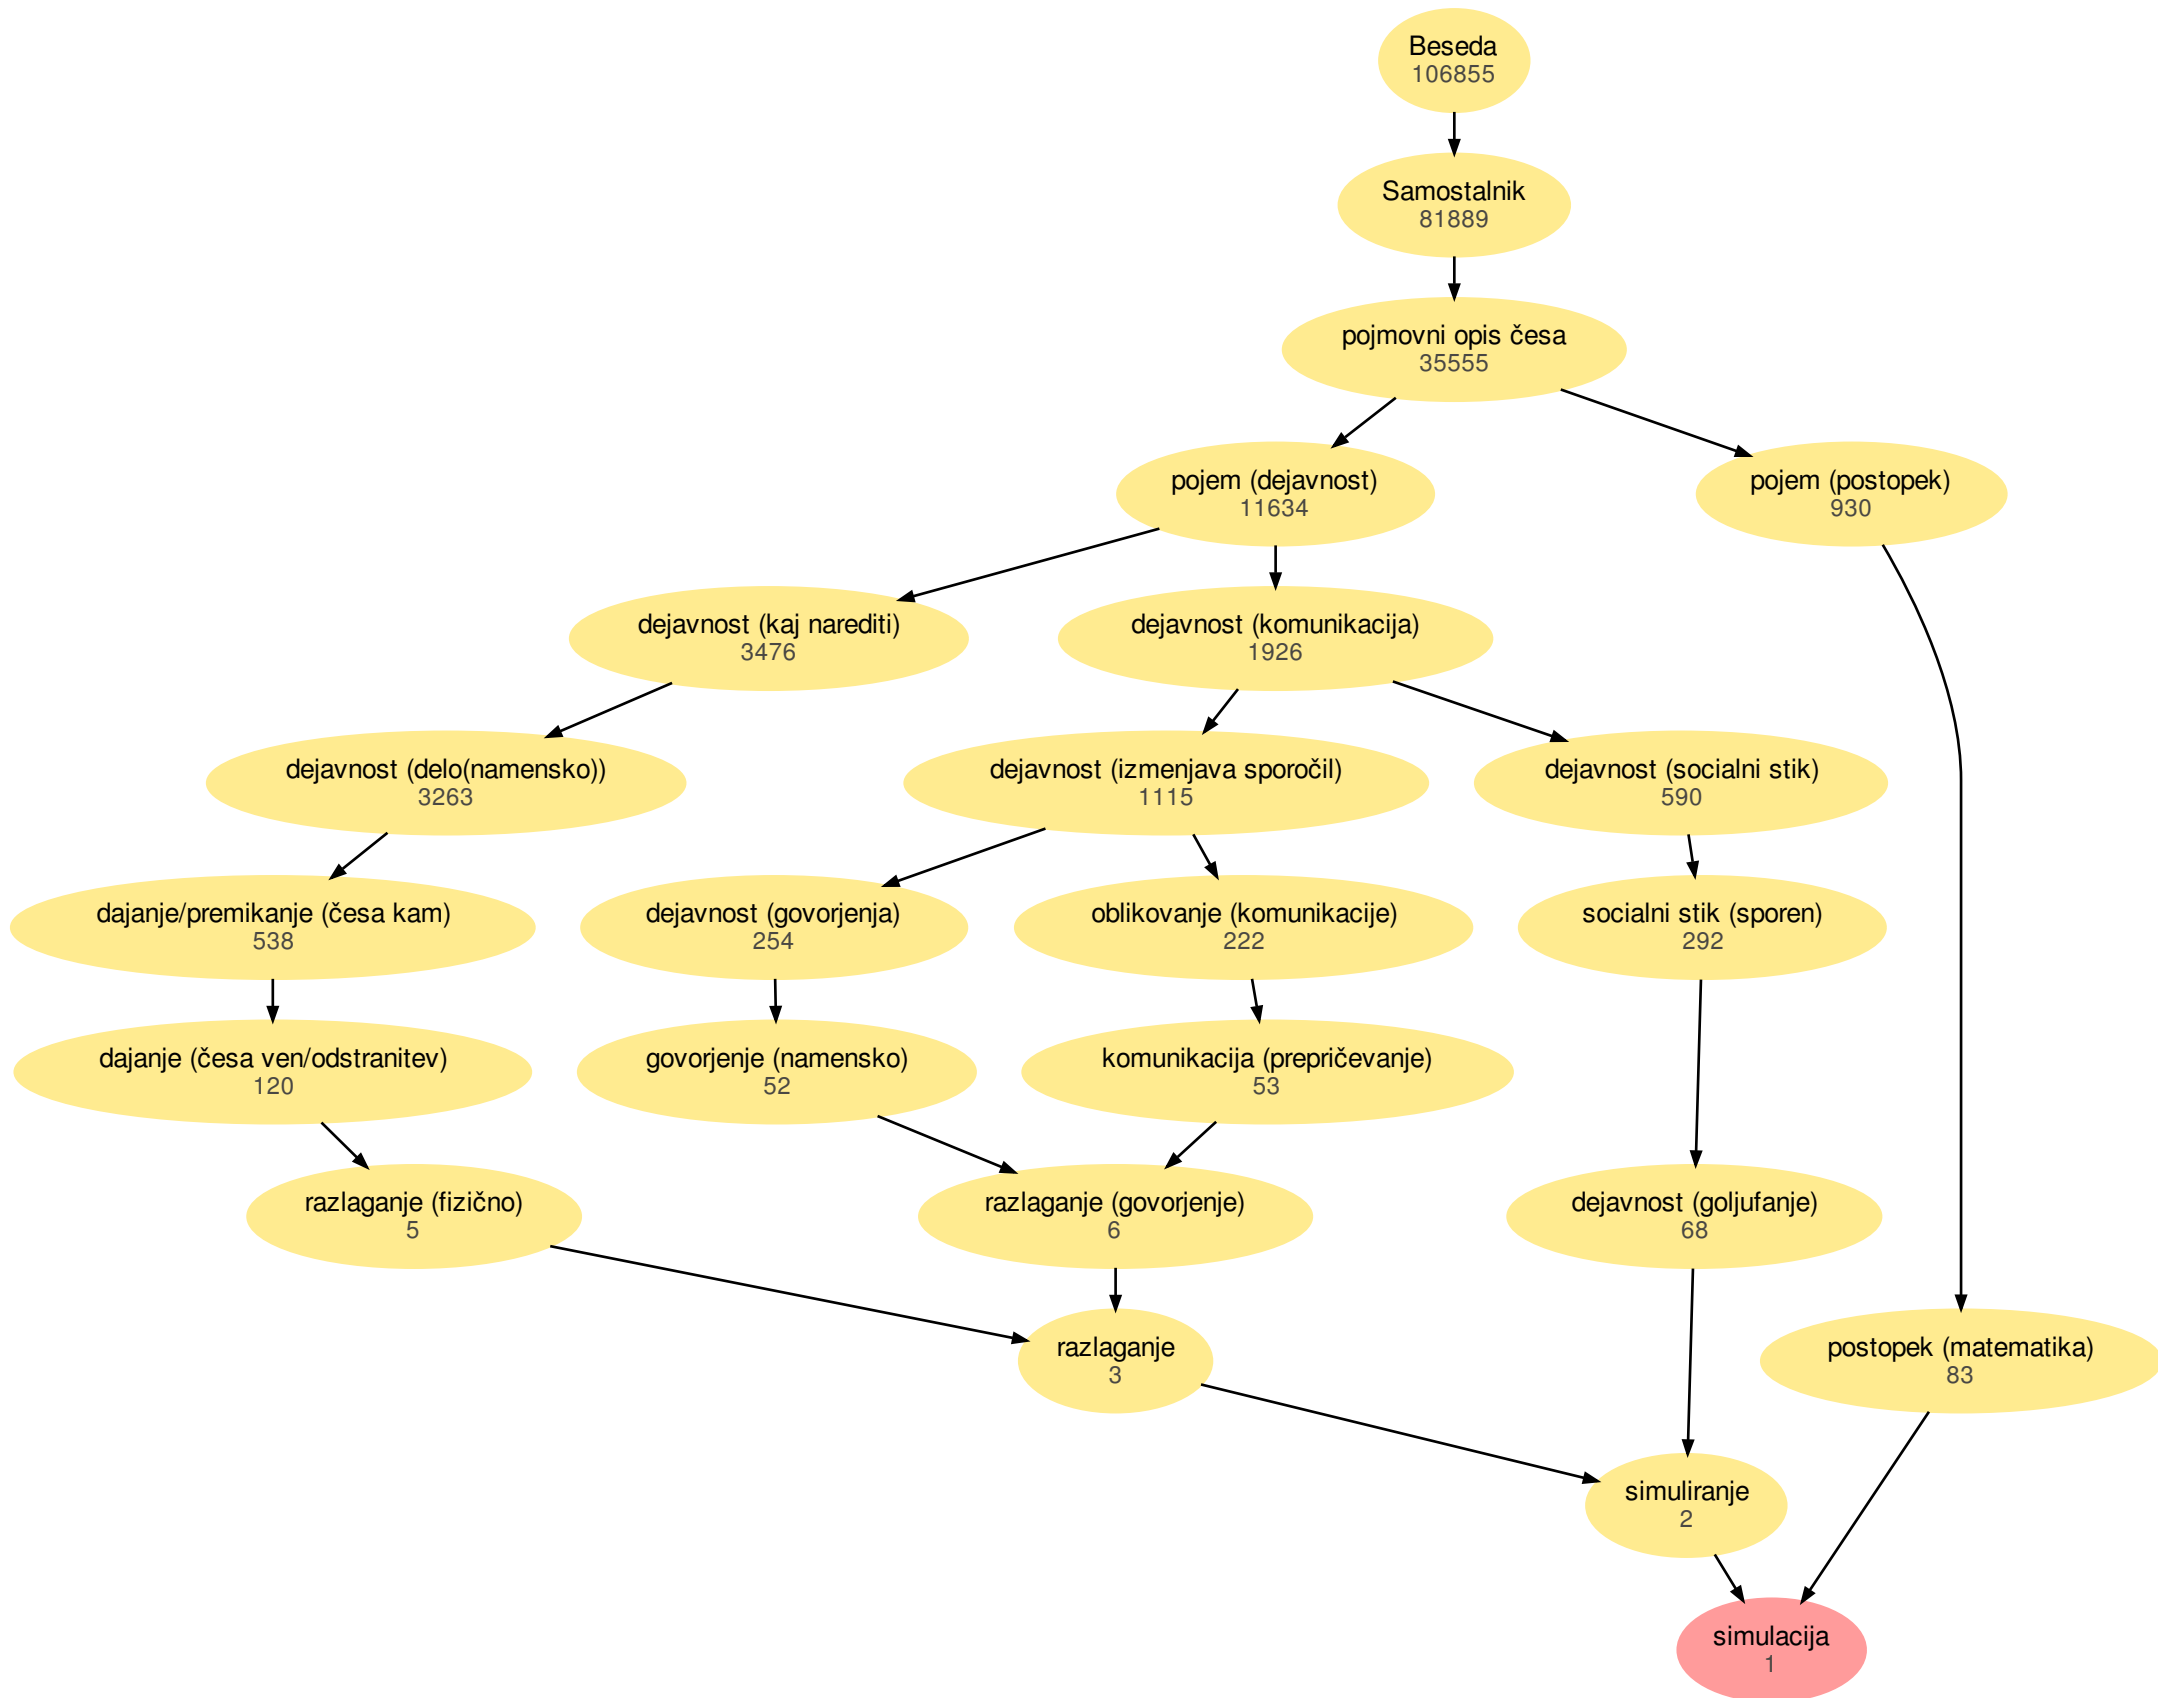 Beseda
106855
Samostalnik
81889
pojmovni opis česa
35555
pojem (dejavnost)
11634
pojem (postopek)
930
dejavnost (kaj narediti)
3476
dejavnost (komunikacija)
1926
dejavnost (delo(namensko))
3263
dejavnost (izmenjava sporočil)
1115
dejavnost (socialni stik)
590
dajanje/premikanje (česa kam)
538
dejavnost (govorjenja)
254
oblikovanje (komunikacije)
222
socialni stik (sporen)
292
dajanje (česa ven/odstranitev)
120
govorjenje (namensko)
52
komunikacija (prepričevanje)
53
razlaganje (fizično)
5
razlaganje (govorjenje)
6
dejavnost (goljufanje)
68
razlaganje
3
postopek (matematika)
83
simuliranje
2
simulacija
1